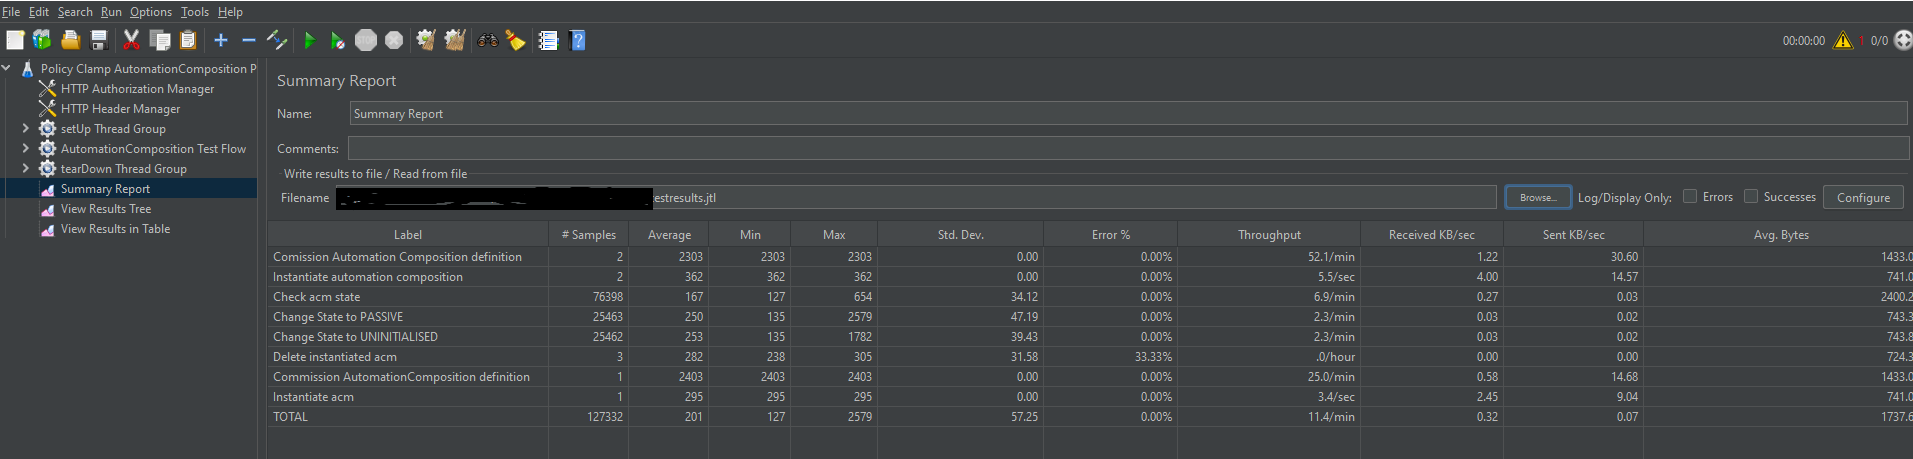 File Edit Search Run Options Tools Help
00:00:00 1 0/0
Policy Clamp AutomationComposition P
HTTP Authorization Manager
HTTP Header Manager
setUp Thread Group
AutomationComposition Test Flow
tearDown Thread Group
Summary Report
View Results Tree
View Results in Table
Summary Report
Name: Summary Report
Comments:
Write results to file / Read from file
Filename estresults.jtl Browse... Log/Display Only: Errors Successes Configure
Label # Samples Average Min Max Std. Dev. Error % Throughput Received KB/sec Sent KB/sec Avg. Bytes
Comission Automation Composition definition 2 2303 2303 2303 0.00 0.00% 52.1/min 1.22 30.60 1433.0
Instantiate automation composition 2 362 362 362 0.00 0.00% 5.5/sec 4.00 14.57 741.0
Check acm state 76398 167 127 654 34.12 0.00% 6.9/min 0.27 0.03 2400.2
Change State to PASSIVE 25463 250 135 2579 47.19 0.00% 2.3/min 0.03 0.02 743.3
Change State to UNINITIALISED 25462 253 135 1782 39.43 0.00% 2.3/min 0.03 0.02 743.8
Delete instantiated acm 3 282 238 305 31.58 33.33% .0/hour 0.00 0.00 724.3
Commission AutomationComposition definition 1 2403 2403 2403 0.00 0.00% 25.0/min 0.58 14.68 1433.0
Instantiate acm 1 295 295 295 0.00 0.00% 3.4/sec 2.45 9.04 741.0
TOTAL 127332 201 127 2579 57.25 0.00% 11.4/min 0.32 0.07 1737.6